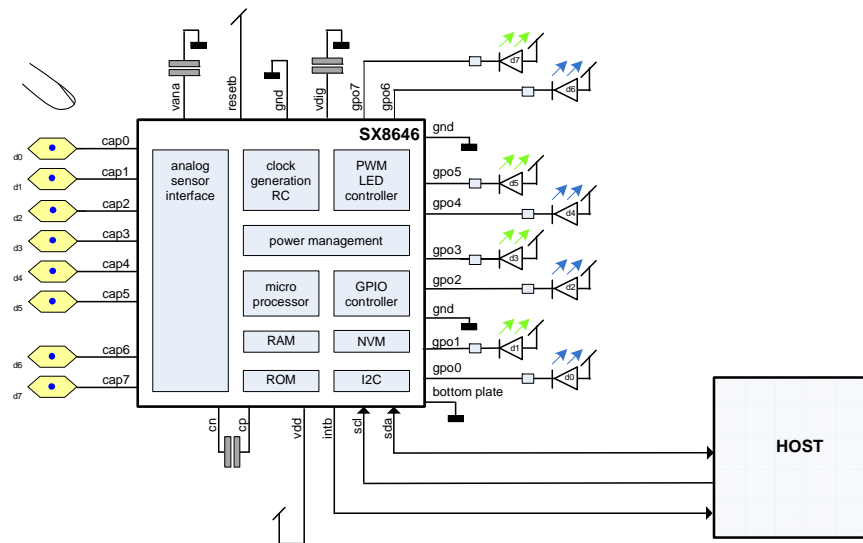 vana
resetb
gnd
vdig
gpo7
gpo6
d7
d6
SX8646
gnd
cap0
d0
cap1
d1
cap2
d2
cap3
d3
cap4
d4
cap5
d5
cap6
d6
cap7
d7
analog
sensor
interface
clock
generation
RC
PWM
LED
controller
power management
micro
processor
GPIO
controller
RAM
NVM
ROM
I2C
gpo5
d5
gpo4
d4
gpo3
d3
gpo2
d2
gnd
gpo1
d1
gpo0
d0
bottom plate
cn
cp
vdd
intb
scl
sda
HOST